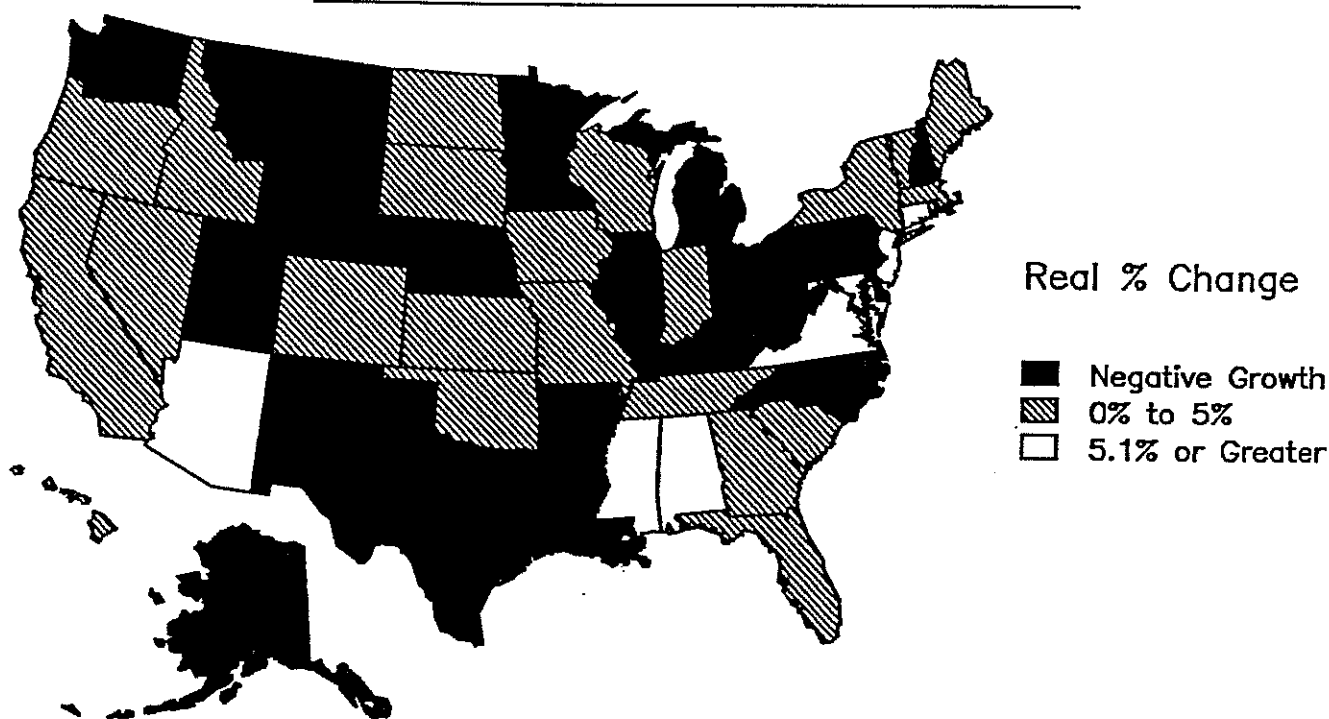 Real % Change
Negative Growth
0% to 5%
5.1% or Greater